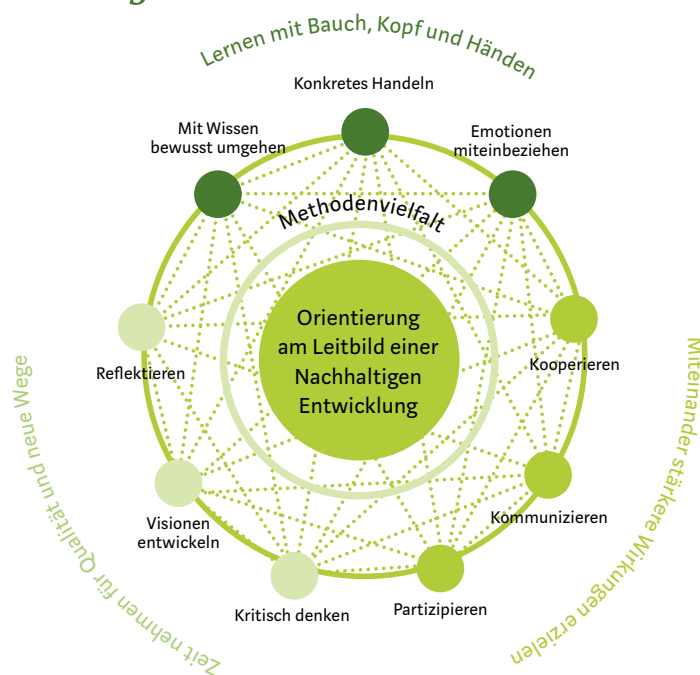 Lernen mit Bauch, Kopf und Händen
Konkretes Handeln
Mit Wissen
bewusst umgehen
Emotionen
miteinbeziehen
Methodenvielfalt
Orientierung
am Leitbild einer
Nachhaltigen
Entwicklung
Kooperieren
Reflektieren
Kommunizieren
Visionen
entwickeln
Partizipieren
Kritisch denken
Zeit nehmen für Qualität und neue Wege
Miteinander stärkere Wirkungen erzielen